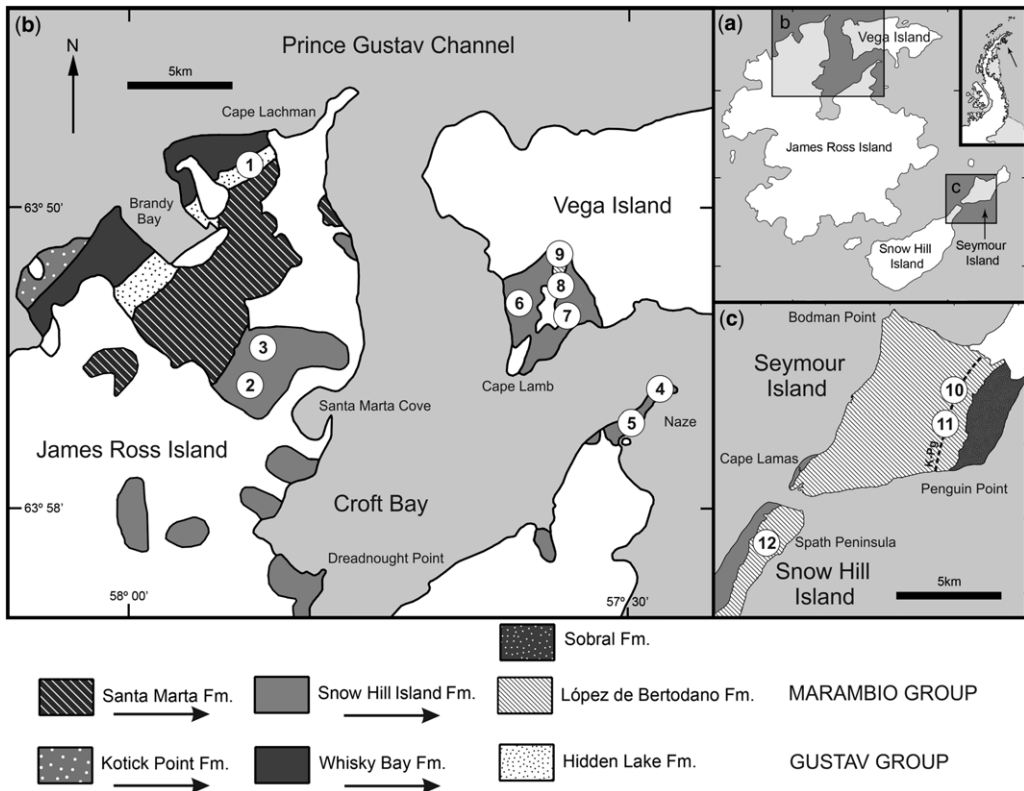 (b)
Prince Gustav Channel
N
5km
Cape Lachman
1
63º 50'
Brandy
Bay
Vega Island
9
8
6
7
3
2
Cape Lamb
4
Santa Marta Cove
5
Naze
James Ross Island
63º 58'
Croft Bay
Dreadnought Point
58º 00'
57º 30'
(a)
b
Vega Island
James Ross Island
c
Snow Hill
Island
Seymour
Island
(c)
Bodman Point
Seymour
Island
10
11
K-Pg
Cape Lamas
Penguin Point
12
Spath Peninsula
Snow Hill
Island
5km
Sobral Fm.
Santa Marta Fm.
Snow Hill Island Fm.
López de Bertodano Fm.
MARAMBIO GROUP
Kotick Point Fm.
Whisky Bay Fm.
Hidden Lake Fm.
GUSTAV GROUP